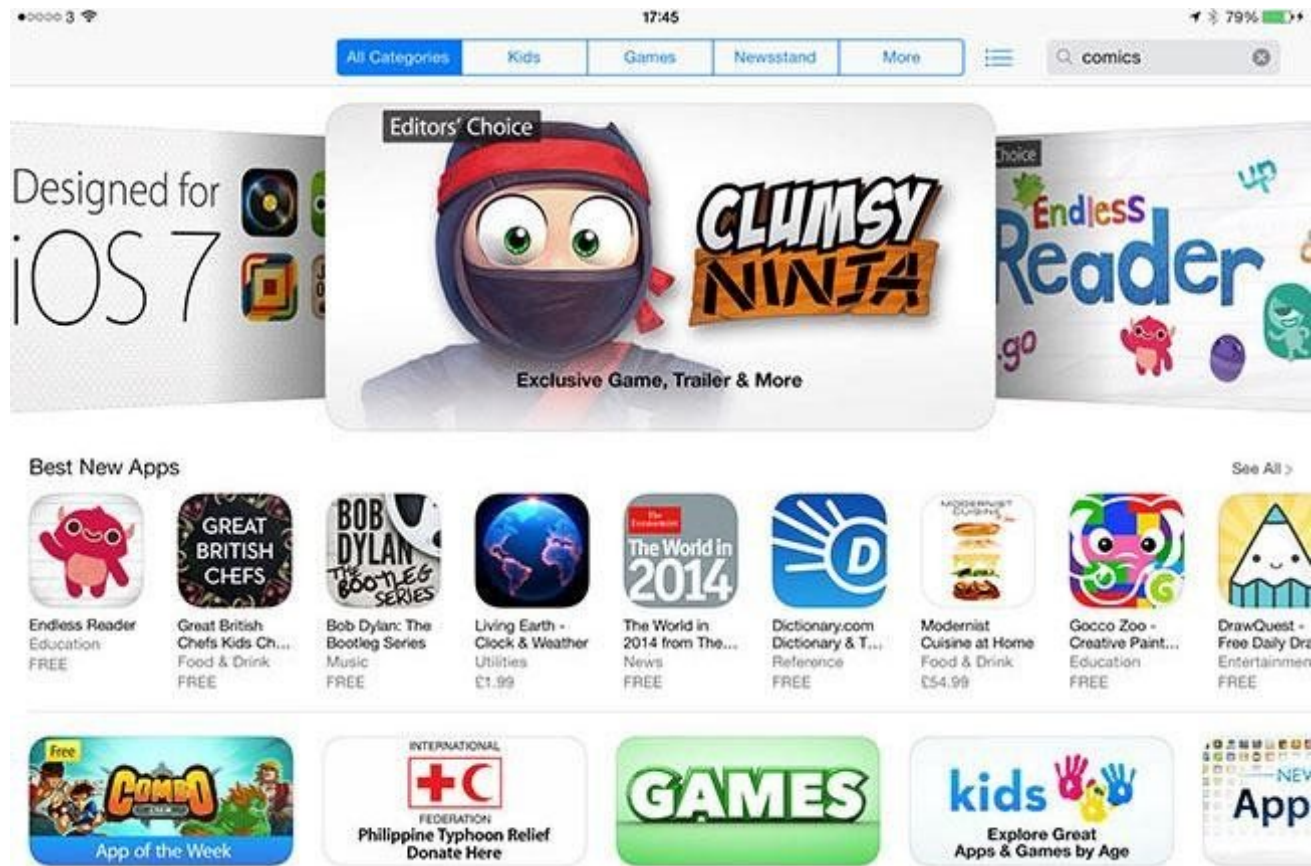 3
17:45
79%
All Categories
Kids
Games
Newsstand
More
comics
Designed for
iOS 7
Editors' Choice
CLUMSY
NINJA
Exclusive Game, Trailer & More
Choice
up
Endless
Reader
go
Best New Apps
See All >
GREAT
BRITISH
CHEFS
BOB
DYLAN
THE
BOOTLEG
SERIES
The
Economist
The World in
2014
D
MODERNIST
CUISINE
G
Endless Reader
Education
FREE
Great British
Chefs Kids Ch...
Food & Drink
FREE
Bob Dylan: The
Bootleg Series
Music
FREE
Living Earth -
Clock & Weather
Utilities
£1.99
The World in
2014 from The...
News
FREE
Dictionary.com
Dictionary & T...
Reference
FREE
Modernist
Cuisine at Home
Food & Drink
£54.99
Gocco Zoo -
Creative Paint...
Education
FREE
DrawQuest -
Free Daily Dra
Entertainmen
FREE
Free
COMBO
App of the Week
INTERNATIONAL
FEDERATION
Philippine Typhoon Relief
Donate Here
GAMES
kids
Explore Great
Apps & Games by Age
NEW
App